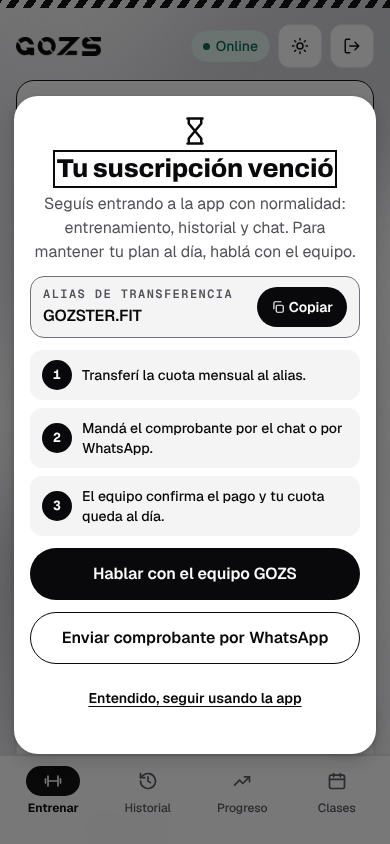 GOZS
Online
Tu suscripción venció
Seguís entrando a la app con normalidad:
entrenamiento, historial y chat. Para
mantener tu plan al día, hablá con el equipo.
ALIAS DE TRANSFERENCIA
GOZSTER.FIT
Copiar
1 Transferí la cuota mensual al alias.
2 Mandá el comprobante por el chat o por
WhatsApp.
3 El equipo confirma el pago y tu cuota
queda al día.
Hablar con el equipo GOZS
Enviar comprobante por WhatsApp
Entendido, seguir usando la app
Entrenar
Historial
Progreso
Clases